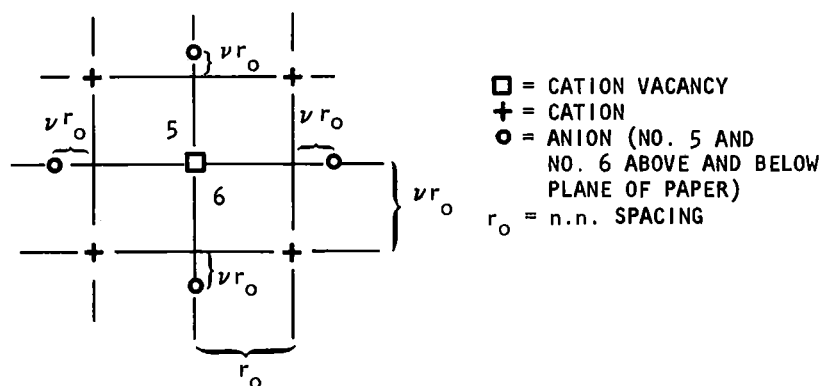 νr₀
5
νr₀
νr₀
6
νr₀
νr₀
r₀
□ = CATION VACANCY
+ = CATION
o = ANION (NO. 5 AND
NO. 6 ABOVE AND BELOW
PLANE OF PAPER)
r₀ = n.n. SPACING